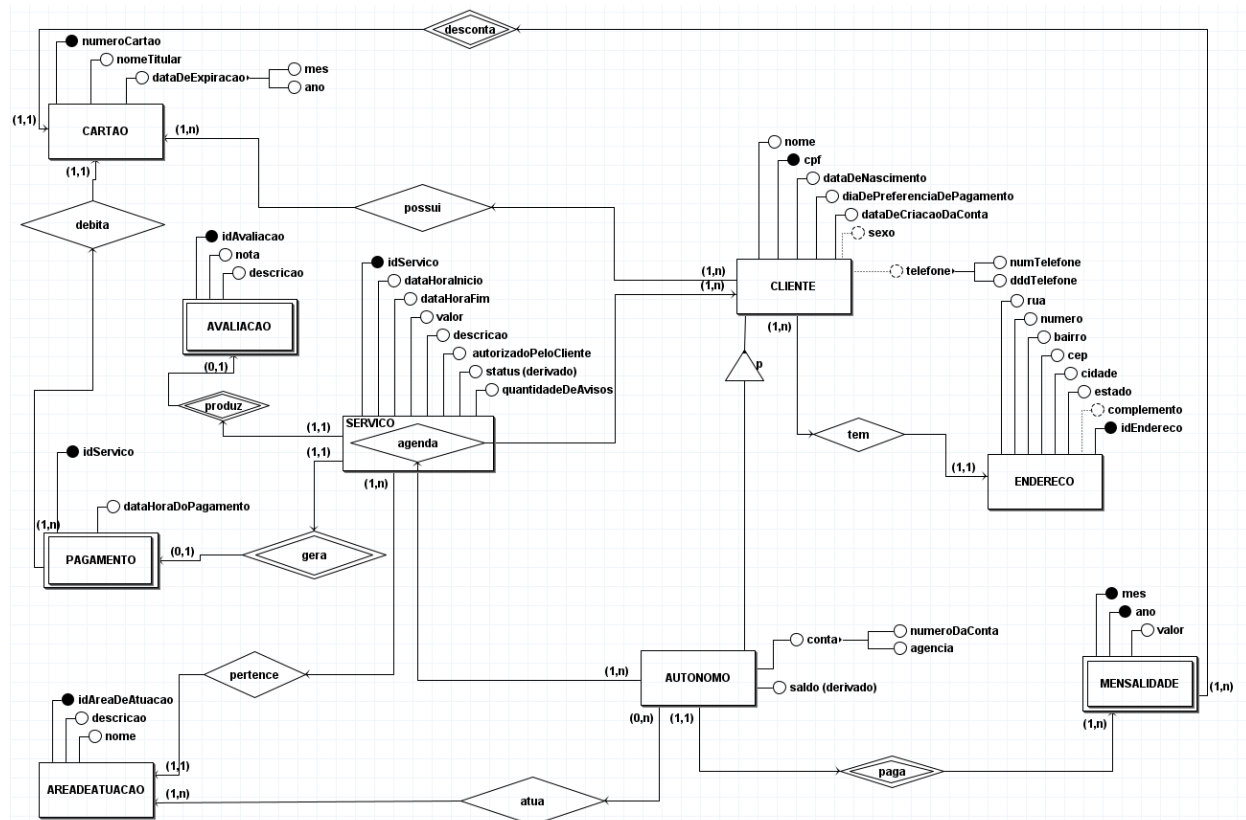 desconta
numeroCartao
nomeTitular
dataDeExpiracao
mes
ano
(1,1)
CARTAO
(1,n)
(1,1)
debita
possui
nome
cpf
dataDeNascimento
diaDePreferenciaDePagamento
dataDeCriacaoDaConta
sexo
telefone
numTelefone
dddTelefone
(1,n)
(1,n)
CLIENTE
(1,n)
p
idAvaliacao
nota
descricao
AVALIACAO
(0,1)
produz
(1,1)
idServico
dataHoraInicio
dataHoraFim
valor
descricao
autorizadoPeloCliente
status (derivado)
quantidadeDeAvisos
SERVICO
agenda
(1,1)
(1,n)
rua
numero
bairro
cep
cidade
estado
complemento
idEndereco
tem
(1,1)
ENDERECO
idServico
dataHoraDoPagamento
(1,n)
PAGAMENTO
(0,1)
gera
pertence
idAreaDeAtuacao
descricao
nome
(1,1)
AREADEATUACAO
(1,n)
atua
(1,n)
AUTONOMO
conta
numeroDaConta
agencia
saldo (derivado)
(0,n)
(1,1)
paga
mes
ano
valor
MENSALIDADE
(1,n)
(1,n)